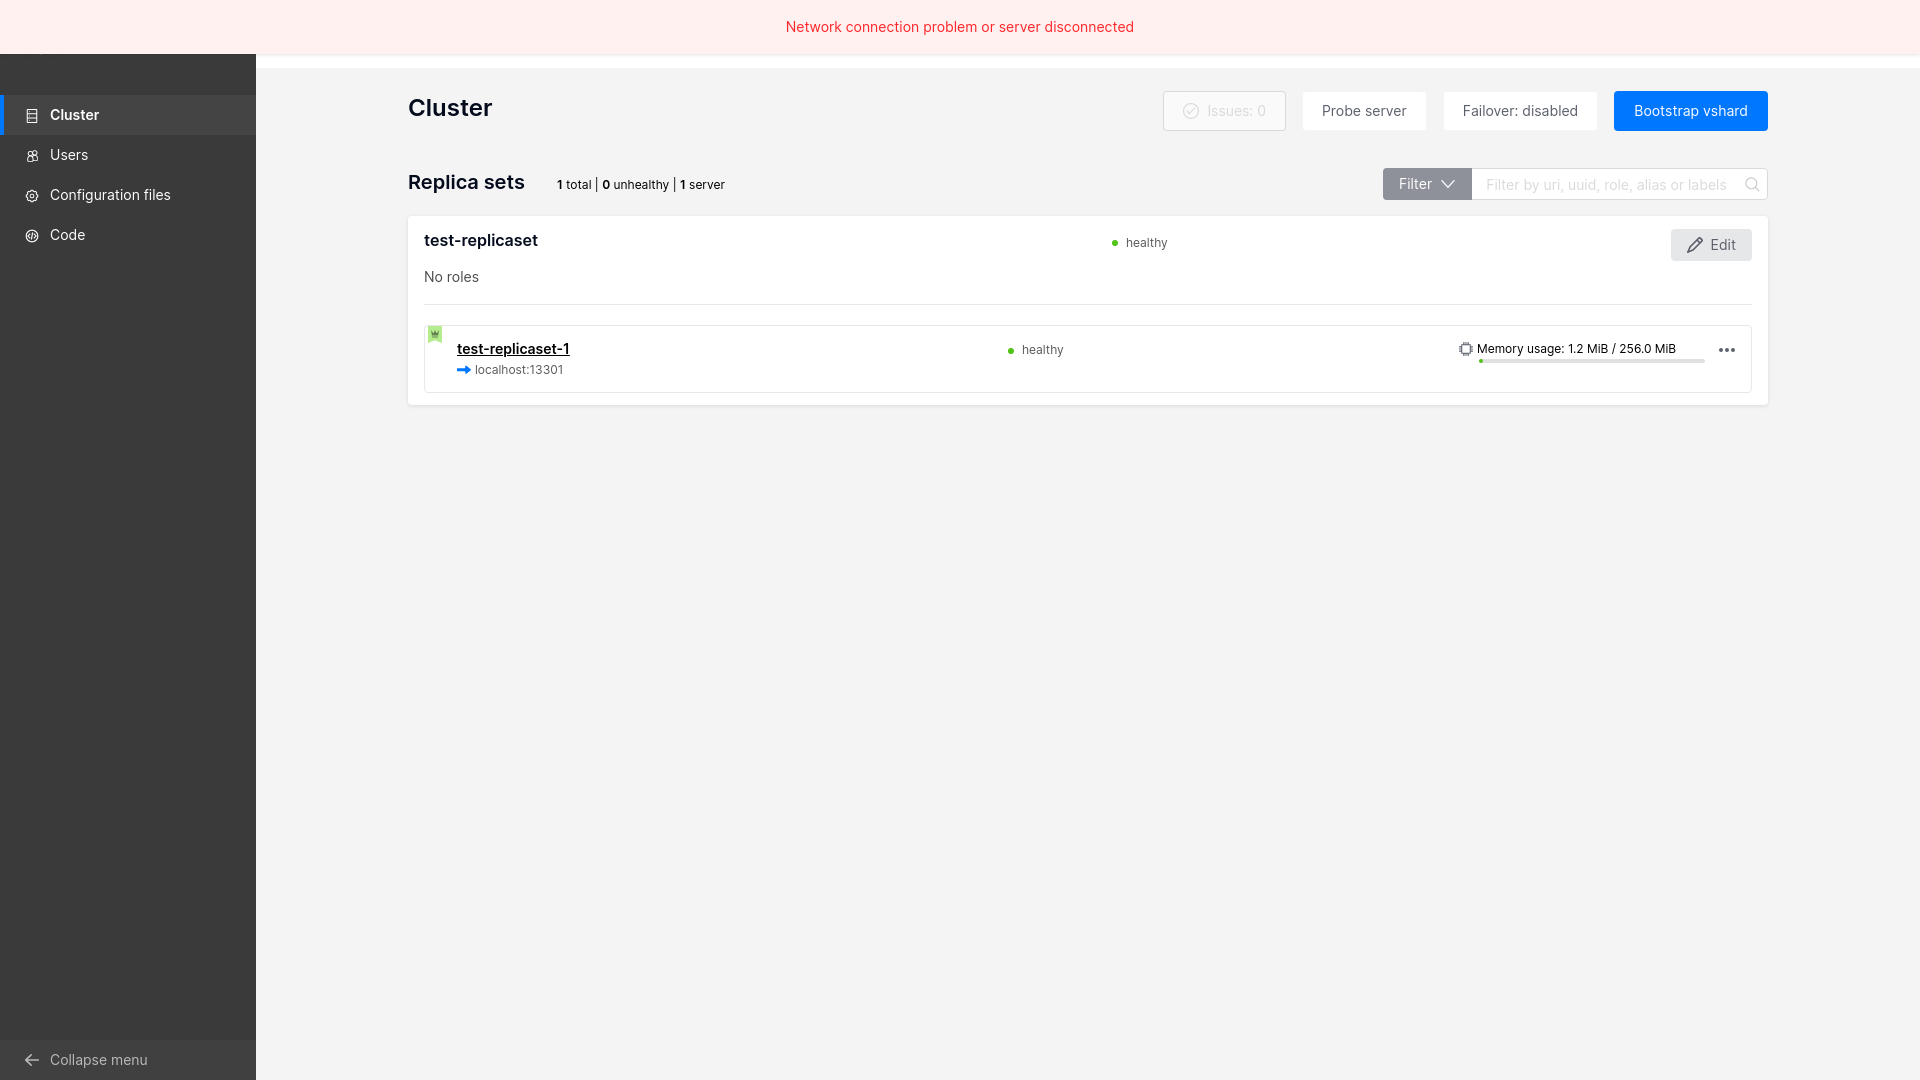 Network connection problem or server disconnected
Cluster
Users
Configuration files
Code
Collapse menu
Cluster
Issues: 0
Probe server
Failover: disabled
Bootstrap vshard
Replica sets
1 total | 0 unhealthy | 1 server
Filter
Filter by uri, uuid, role, alias or labels
test-replicaset
healthy
Edit
No roles
test-replicaset-1
localhost:13301
healthy
Memory usage: 1.2 MiB / 256.0 MiB